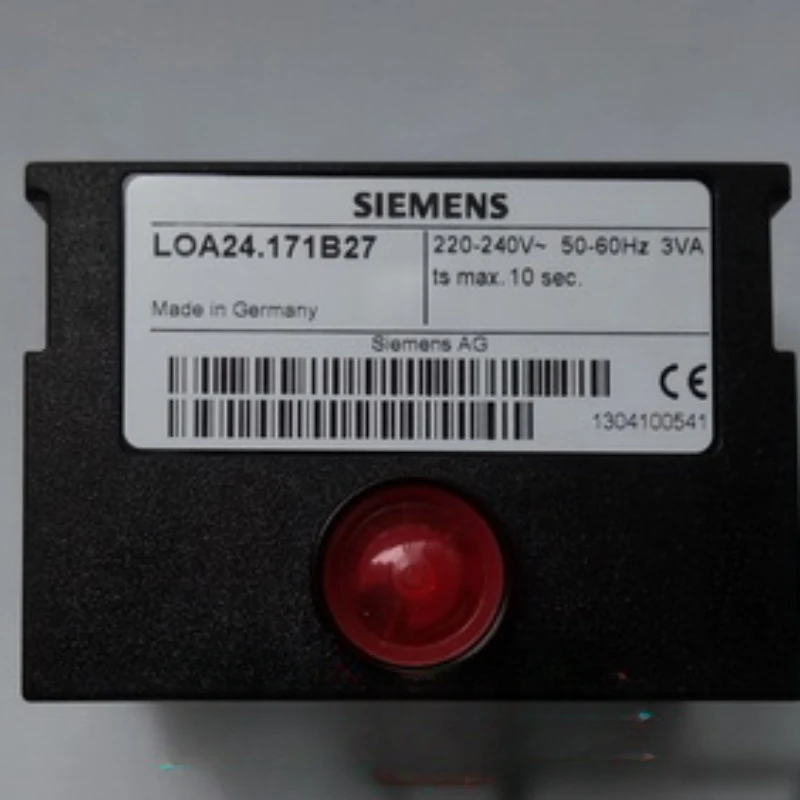 SIEMENS
LOA24.171B27
220-240V~ 50-60Hz 3VA
ts max. 10 sec.
Made in Germany
Siemens AG
CE
1304100541